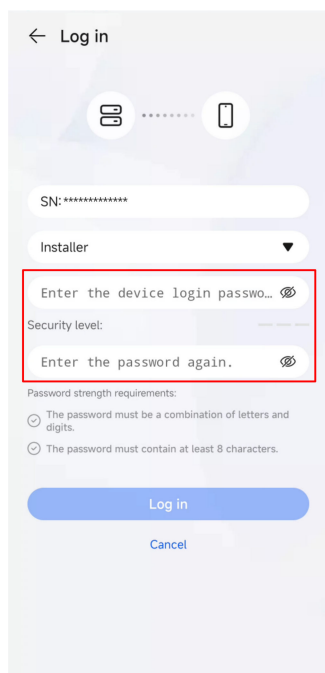 Log in
SN:*************
Installer
Enter the device login passwo...
Security level:
Enter the password again.
Password strength requirements:
The password must be a combination of letters and
digits.
The password must contain at least 8 characters.
Log in
Cancel